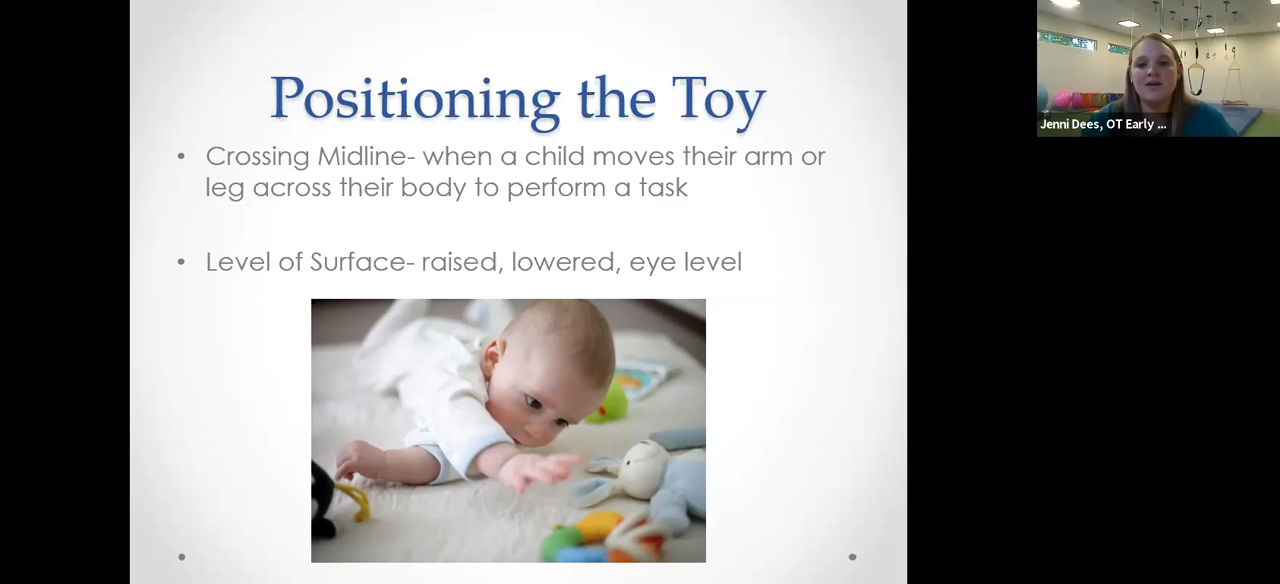 Positioning the Toy
• Crossing Midline- when a child moves their arm or
leg across their body to perform a task
• Level of Surface- raised, lowered, eye level
Jenni Dees, OT Early ...